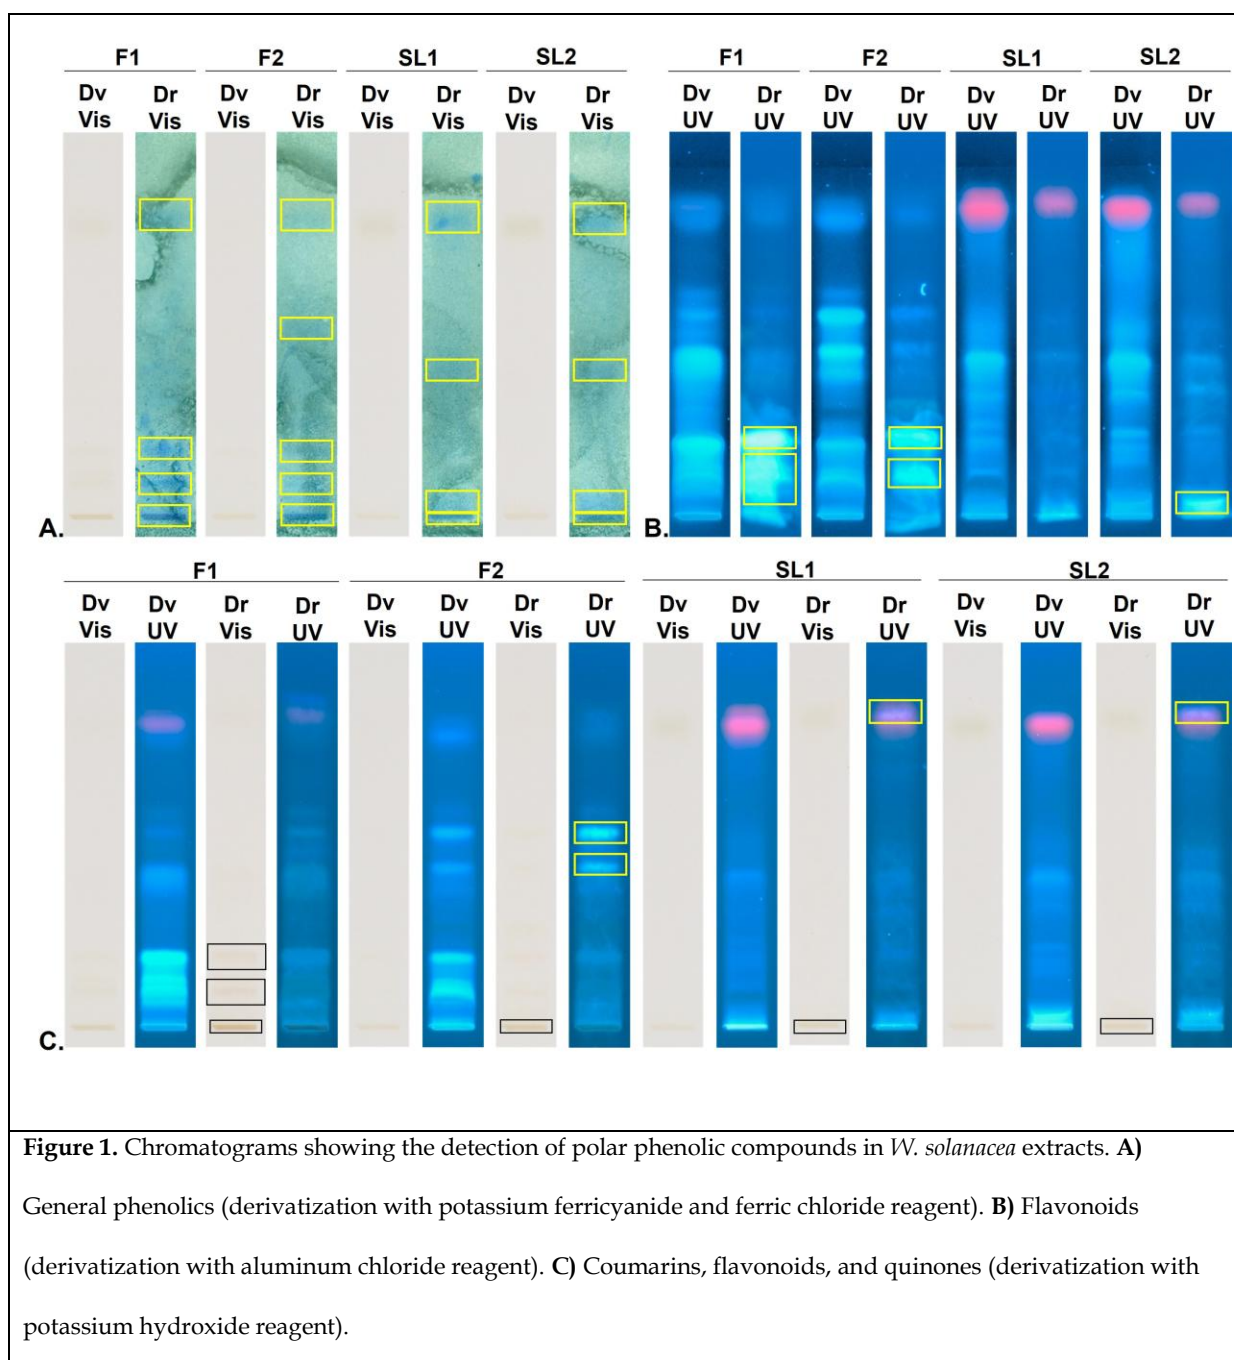 F1 F2 SL1 SL2
Dv Dr Dv Dr Dv Dr Dv Dr
Vis Vis Vis Vis Vis Vis Vis Vis
A.
F1 F2 SL1 SL2
Dv Dr Dv Dr Dv Dr Dv Dr
UV UV UV UV UV UV UV UV
B.
F1 F2 SL1 SL2
Dv Dv Dr Dr Dv Dv Dr Dr Dv Dv Dr Dr Dv Dv Dr Dr
Vis UV Vis UV Vis UV Vis UV Vis UV Vis UV Vis UV Vis UV
C.
Figure 1. Chromatograms showing the detection of polar phenolic compounds in W. solanacea extracts. A)
General phenolics (derivatization with potassium ferricyanide and ferric chloride reagent). B) Flavonoids
(derivatization with aluminum chloride reagent). C) Coumarins, flavonoids, and quinones (derivatization with
potassium hydroxide reagent).